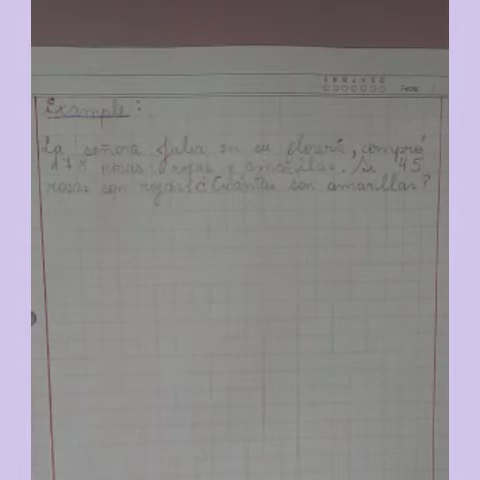 Example:
La señora Julia en su florería, compró
rosas rojas y amarillas. Si 45
rosas son rojas ¿Cuántas son amarillas?
Fecha